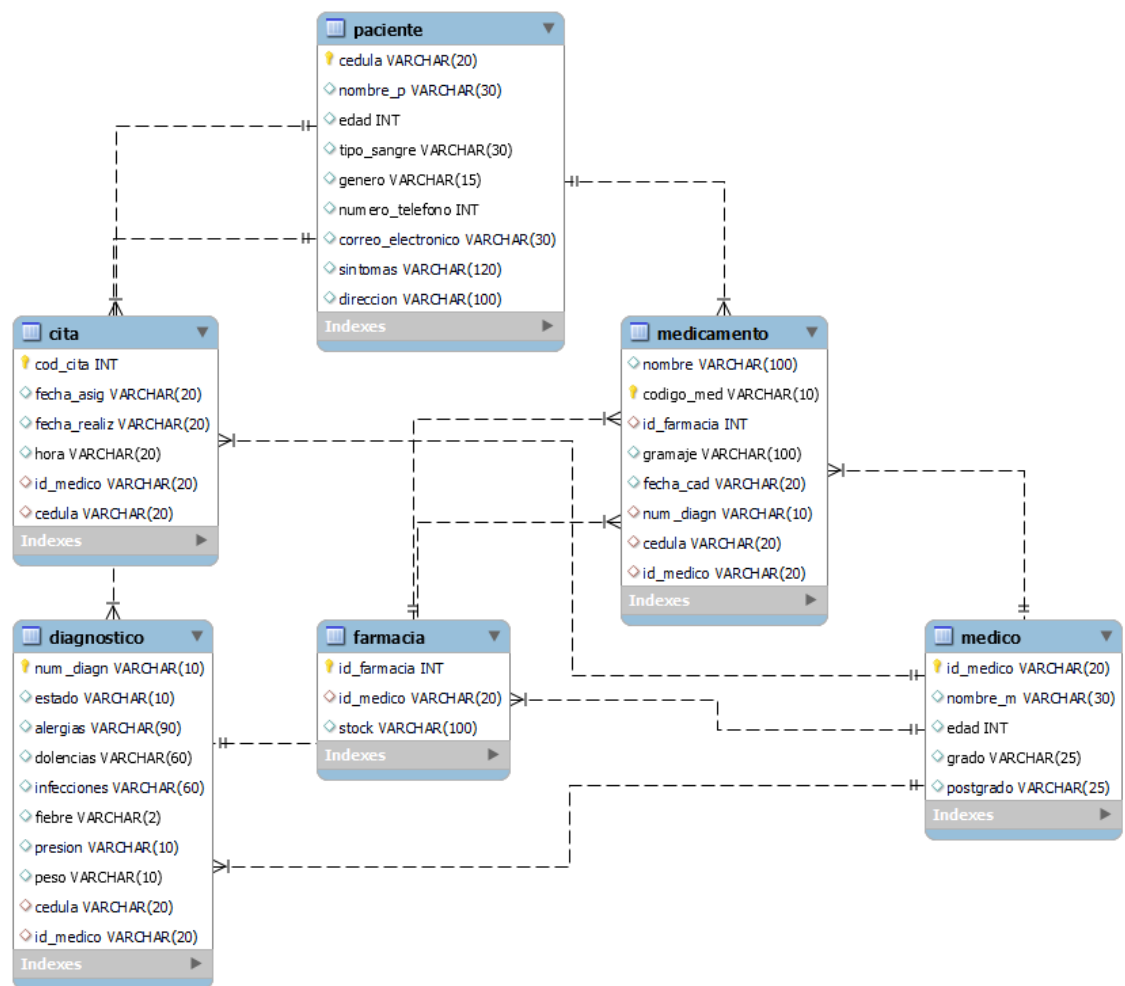 paciente
cedula VARCHAR(20)
nombre_p VARCHAR(30)
edad INT
tipo_sangre VARCHAR(30)
genero VARCHAR(15)
numero_telefono INT
correo_electronico VARCHAR(30)
sintomas VARCHAR(120)
direccion VARCHAR(100)
Indexes
cita
cod_cita INT
fecha_asig VARCHAR(20)
fecha_realiz VARCHAR(20)
hora VARCHAR(20)
id_medico VARCHAR(20)
cedula VARCHAR(20)
Indexes
medicamento
nombre VARCHAR(100)
codigo_med VARCHAR(10)
id_farmacia INT
gramaje VARCHAR(100)
fecha_cad VARCHAR(20)
num_diagn VARCHAR(10)
cedula VARCHAR(20)
id_medico VARCHAR(20)
Indexes
diagnostico
num_diagn VARCHAR(10)
estado VARCHAR(10)
alergias VARCHAR(90)
dolencias VARCHAR(60)
infecciones VARCHAR(60)
fiebre VARCHAR(2)
presion VARCHAR(10)
peso VARCHAR(10)
cedula VARCHAR(20)
id_medico VARCHAR(20)
Indexes
farmacia
id_farmacia INT
id_medico VARCHAR(20)
stock VARCHAR(100)
Indexes
medico
id_medico VARCHAR(20)
nombre_m VARCHAR(30)
edad INT
grado VARCHAR(25)
postgrado VARCHAR(25)
Indexes